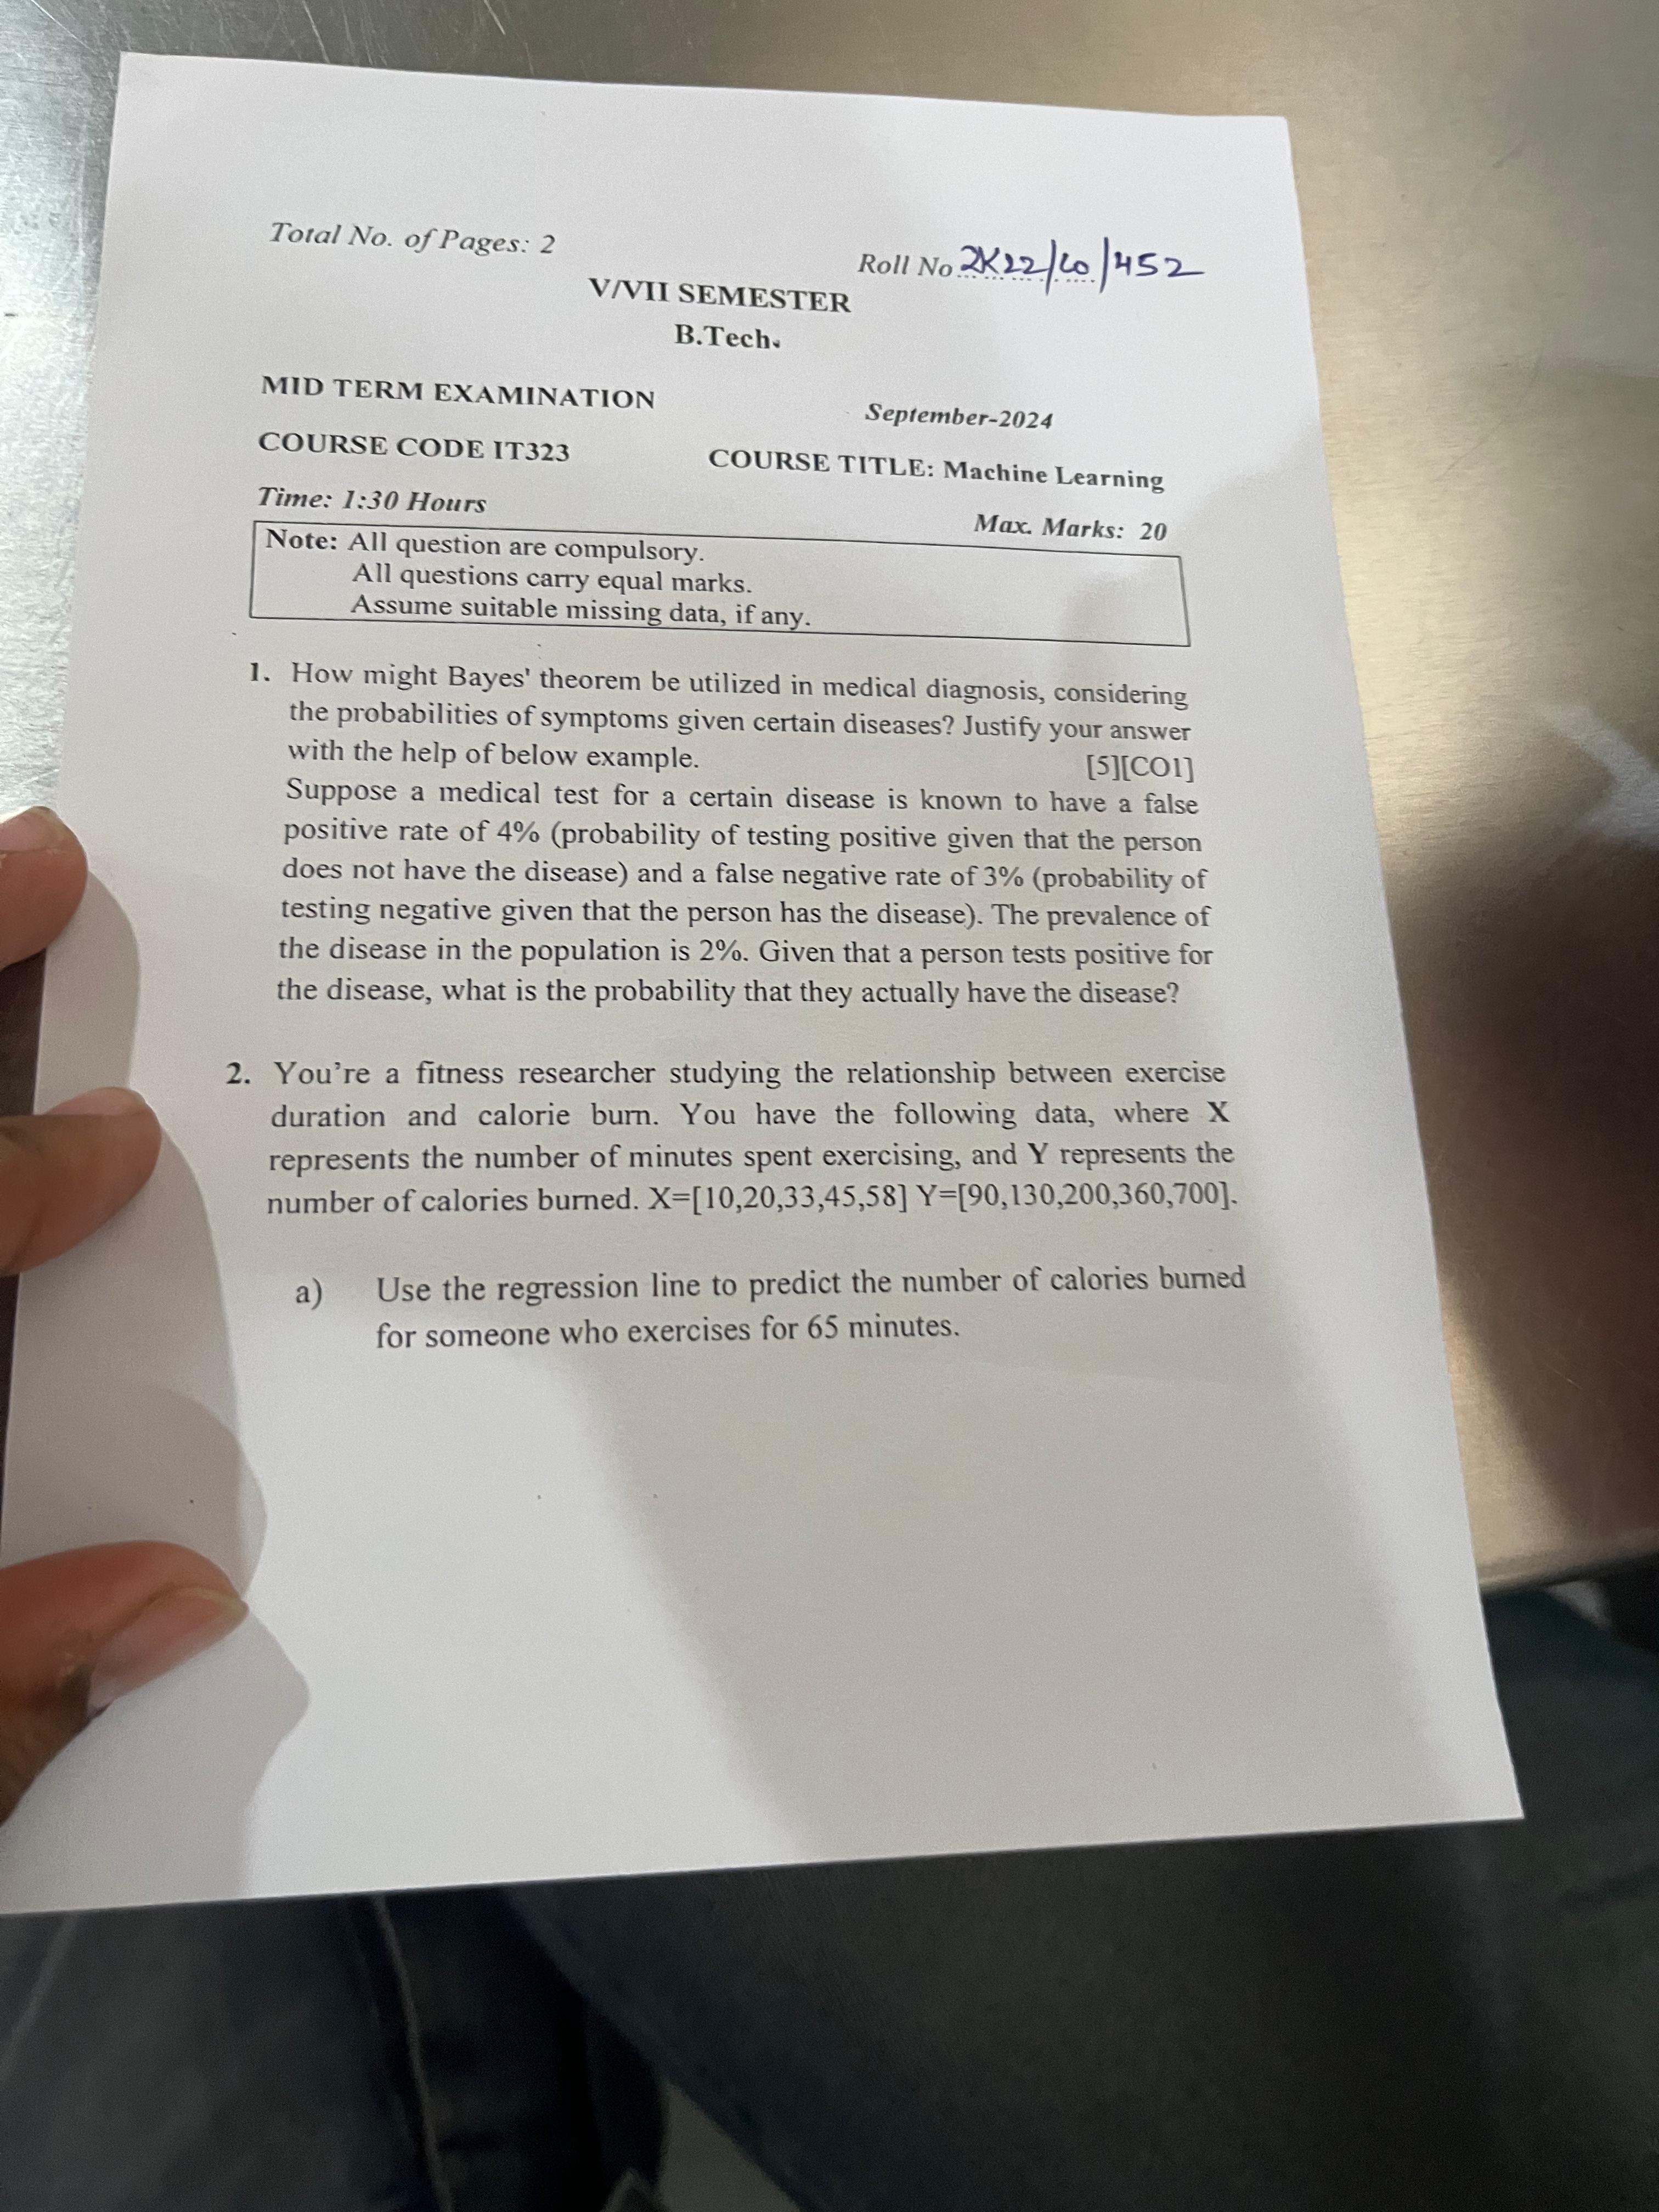 Total No. of Pages: 2
Roll No 2K22/CO/452
V/VII SEMESTER
B.Tech.
MID TERM EXAMINATION
September-2024
COURSE CODE IT323
COURSE TITLE: Machine Learning
Time: 1:30 Hours
Max. Marks: 20
Note: All question are compulsory.
All questions carry equal marks.
Assume suitable missing data, if any.
1. How might Bayes' theorem be utilized in medical diagnosis, considering
the probabilities of symptoms given certain diseases? Justify your answer
with the help of below example. [5][CO1]
Suppose a medical test for a certain disease is known to have a false
positive rate of 4% (probability of testing positive given that the person
does not have the disease) and a false negative rate of 3% (probability of
testing negative given that the person has the disease). The prevalence of
the disease in the population is 2%. Given that a person tests positive for
the disease, what is the probability that they actually have the disease?
2. You're a fitness researcher studying the relationship between exercise
duration and calorie burn. You have the following data, where X
represents the number of minutes spent exercising, and Y represents the
number of calories burned. X=[10,20,33,45,58] Y=[90,130,200,360,700].
a) Use the regression line to predict the number of calories burned
for someone who exercises for 65 minutes.